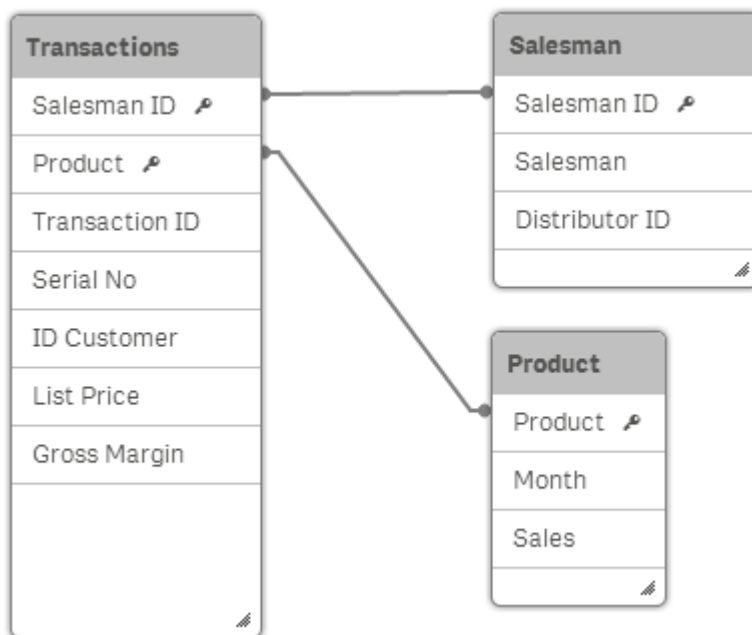 Transactions
Salesman ID
Product
Transaction ID
Serial No
ID Customer
List Price
Gross Margin
Salesman
Salesman ID
Salesman
Distributor ID
Product
Product
Month
Sales